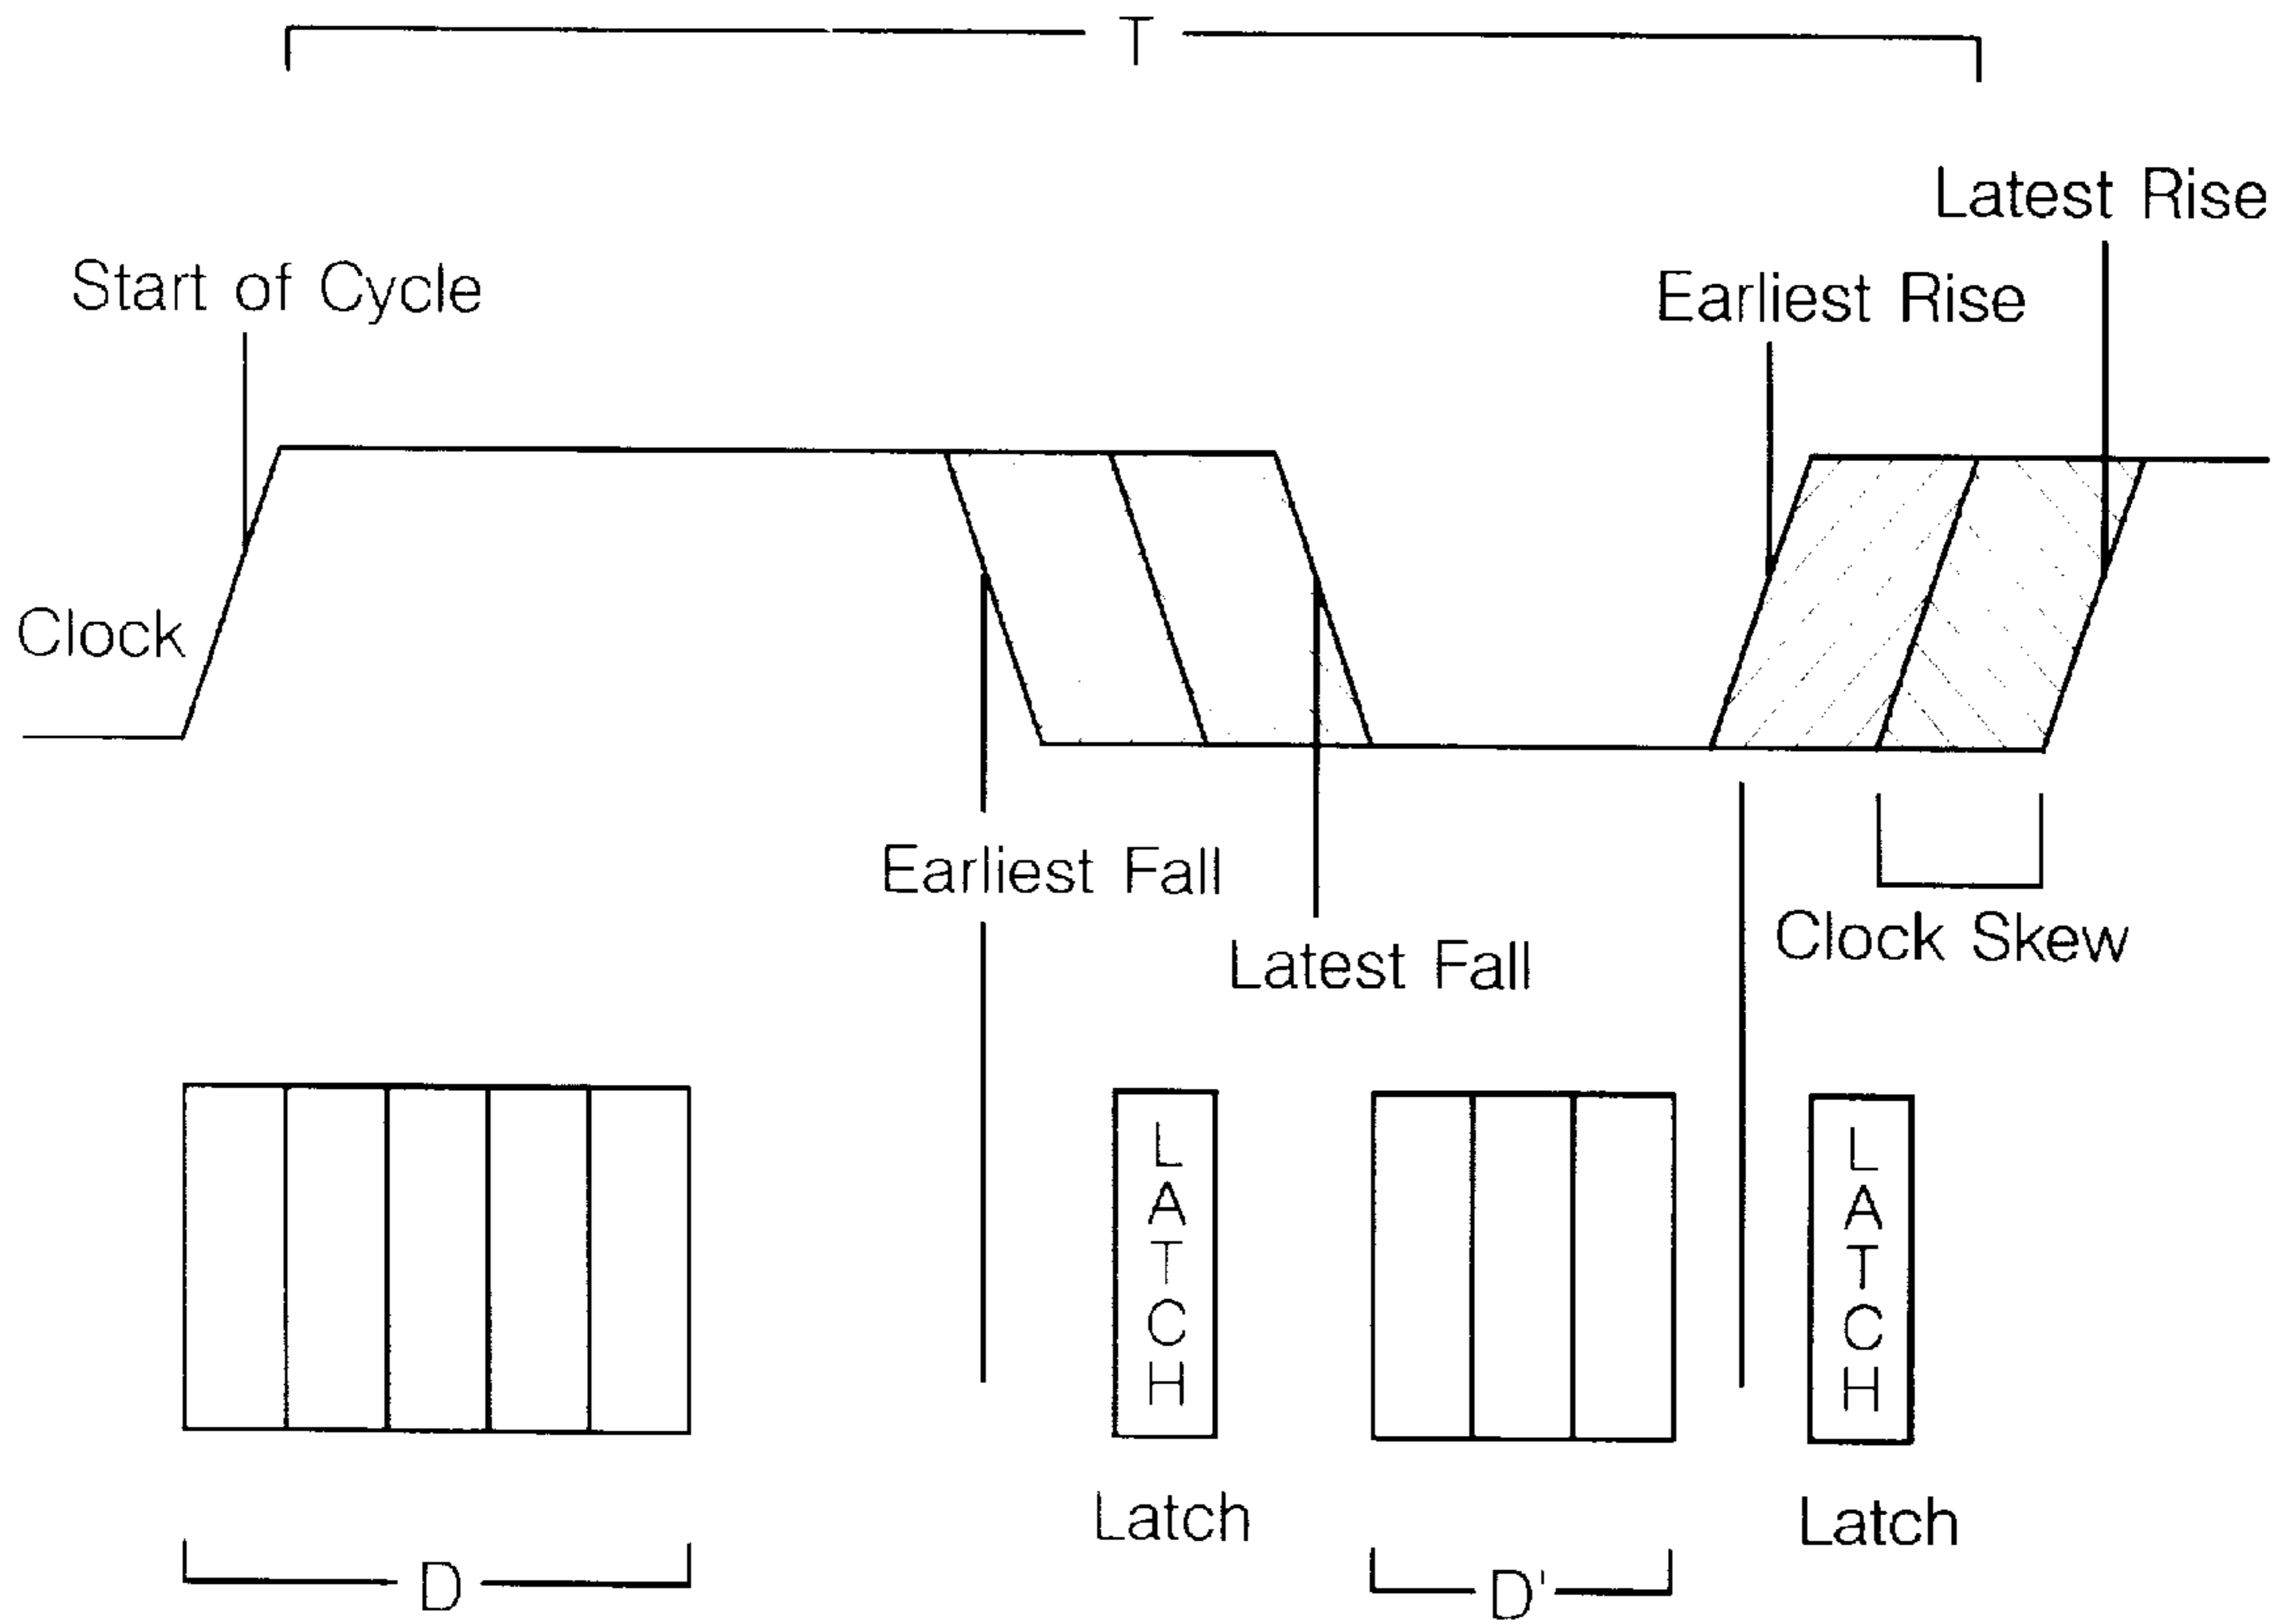 T
Latest Rise
Start of Cycle
Earliest Rise
Clock
Earliest Fall
Clock Skew
Latest Fall
LATCH
LATCH
Latch
Latch
D
D'